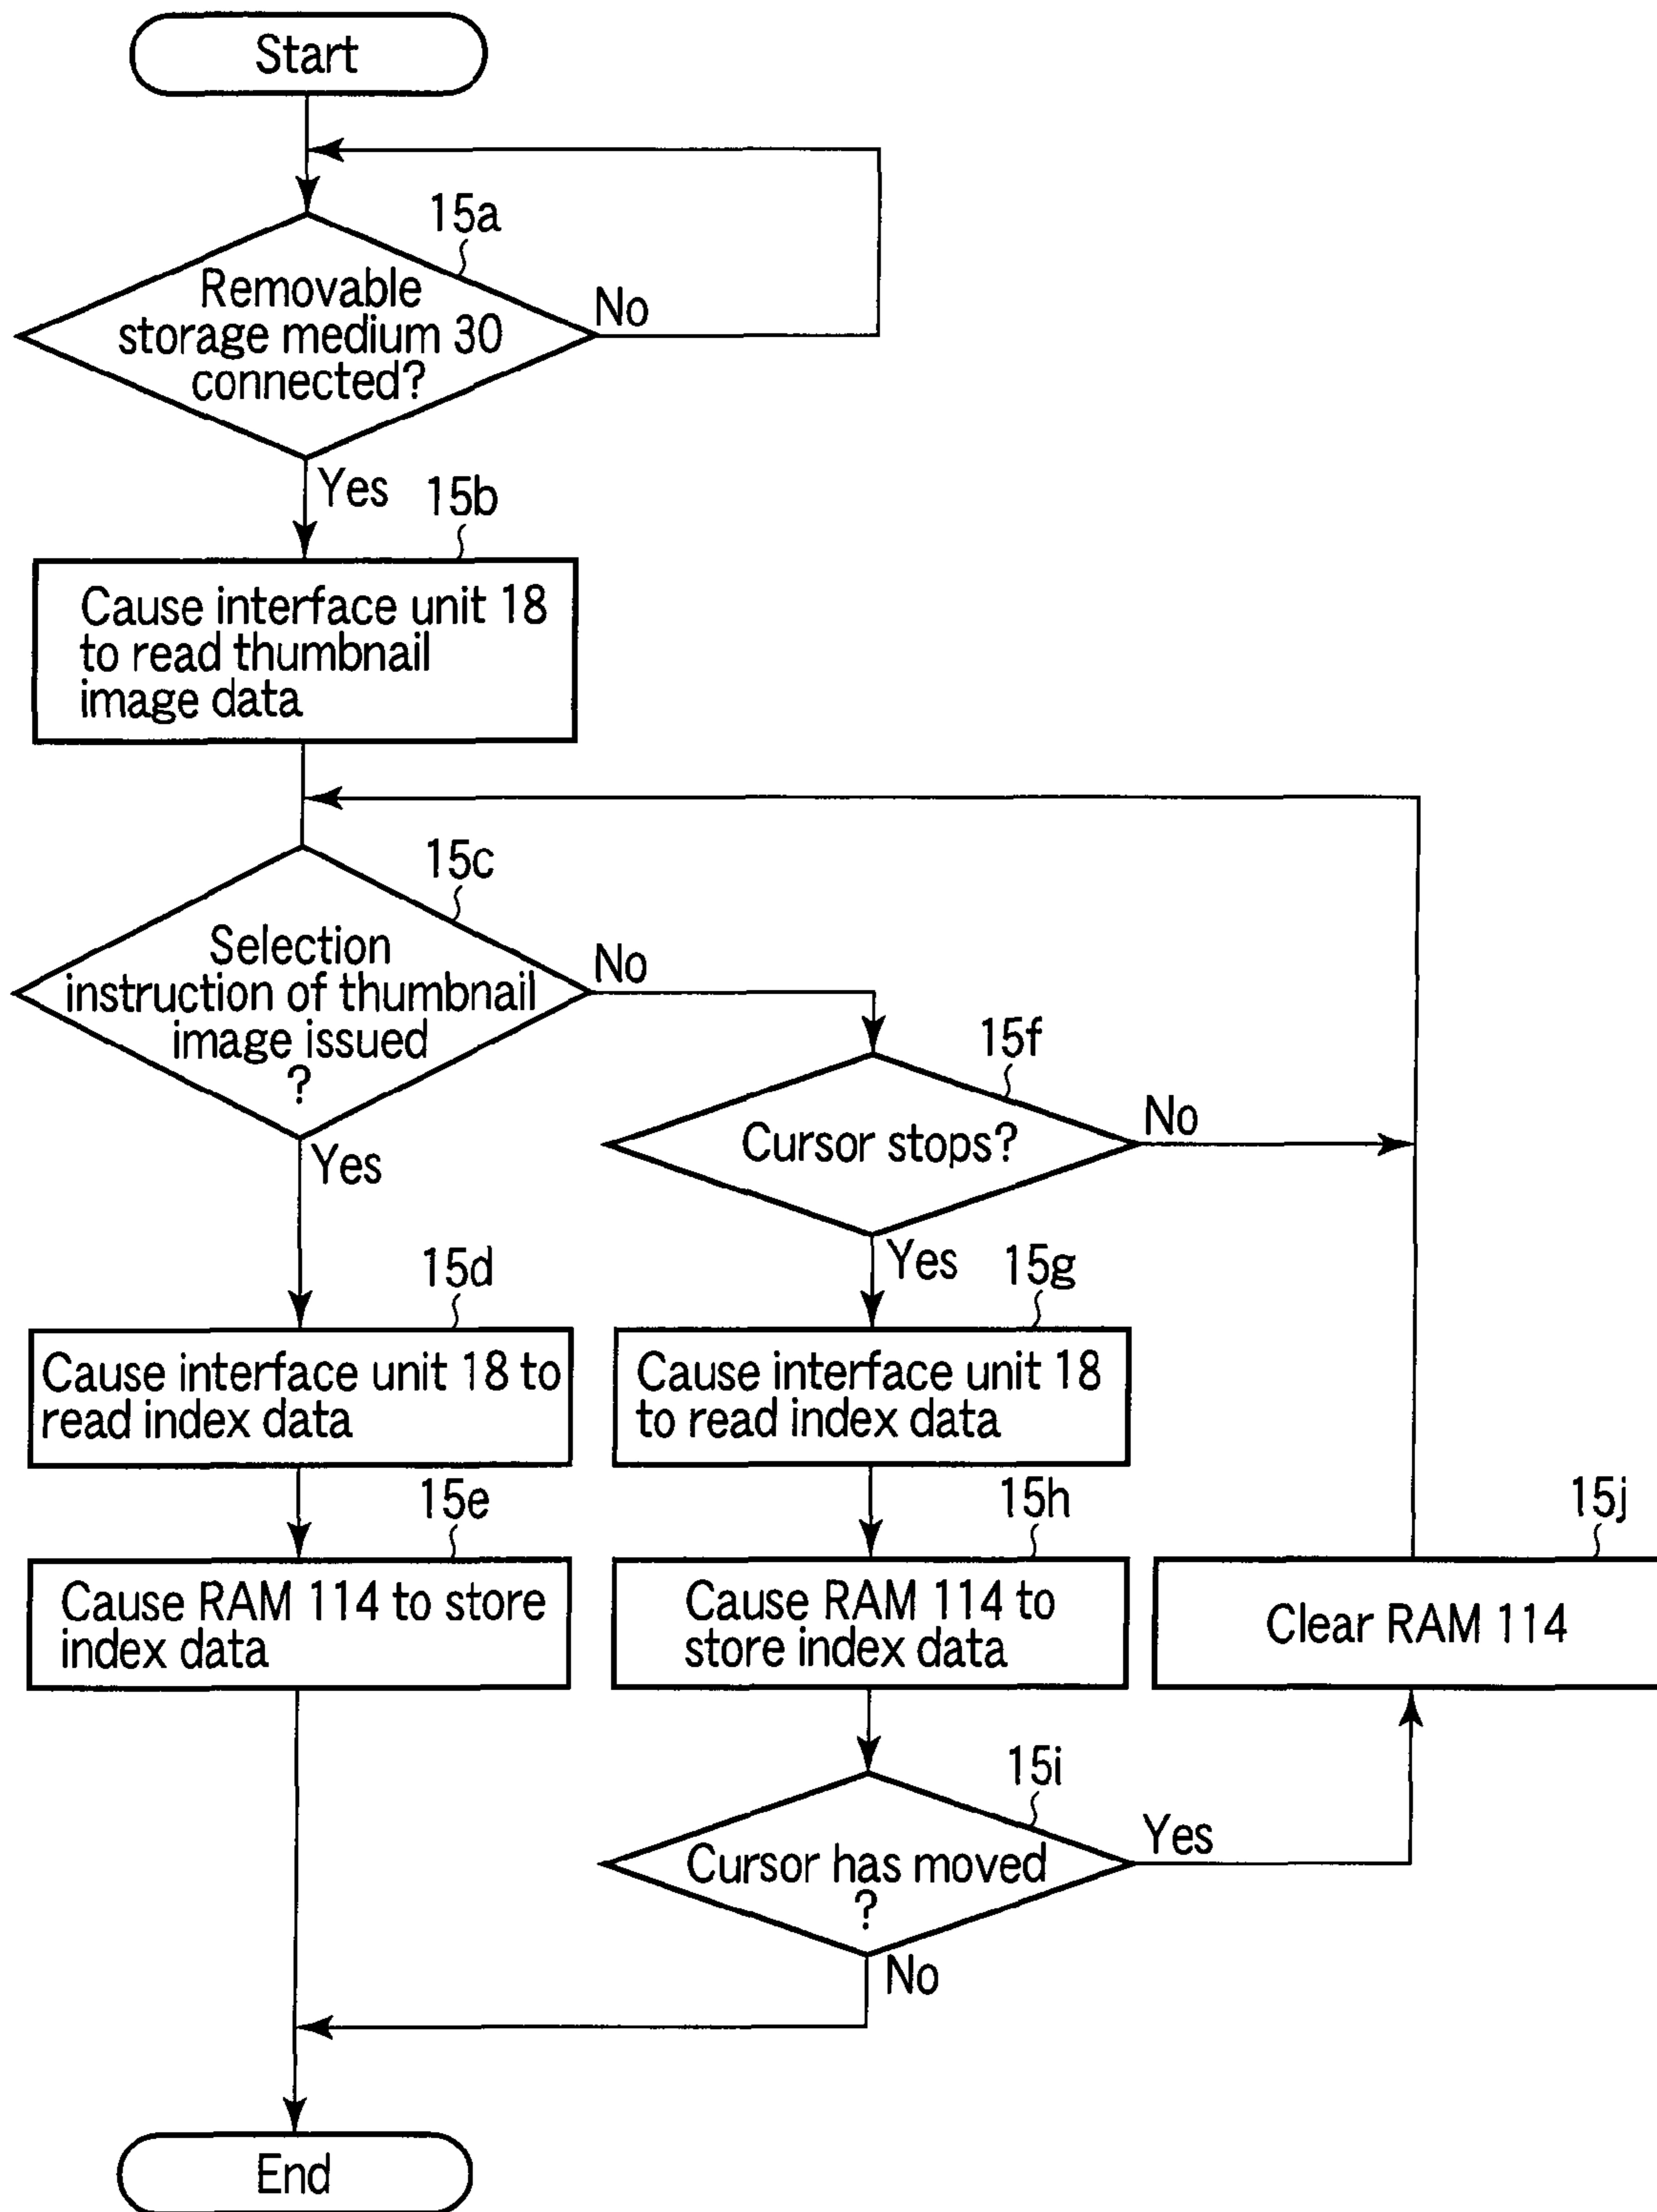 Start
15a
Removable
storage medium 30
connected?
No
Yes
15b
Cause interface unit 18
to read thumbnail
image data
15c
Selection
instruction of thumbnail
image issued
?
No
Yes
15f
Cursor stops?
No
Yes
15d
Cause interface unit 18 to
read index data
15g
Cause interface unit 18
to read index data
15e
Cause RAM 114 to store
index data
15h
Cause RAM 114 to
store index data
15j
Clear RAM 114
15i
Cursor has moved
?
Yes
No
End